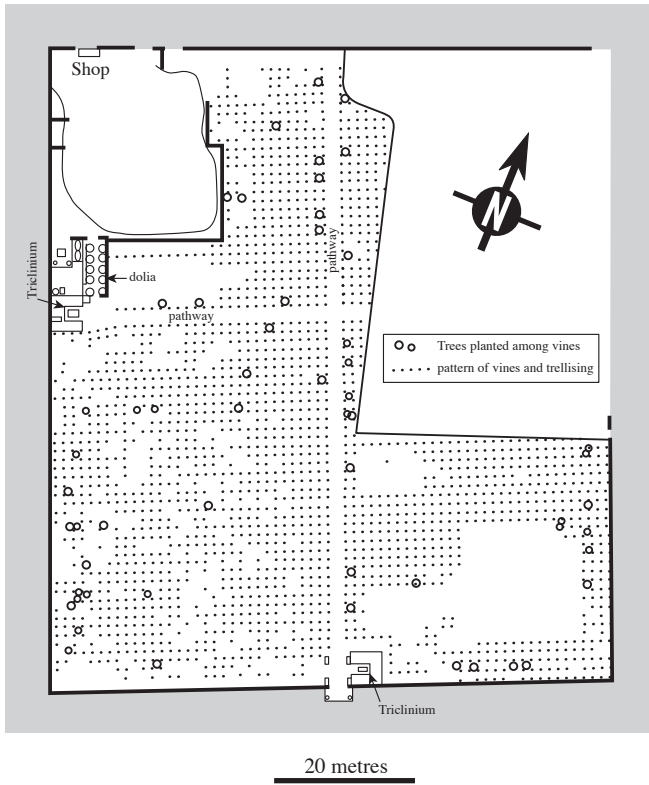 Shop
N
pathway
Triclinium
dolia
pathway
Trees planted among vines
pattern of vines and trellising
Triclinium
20 metres